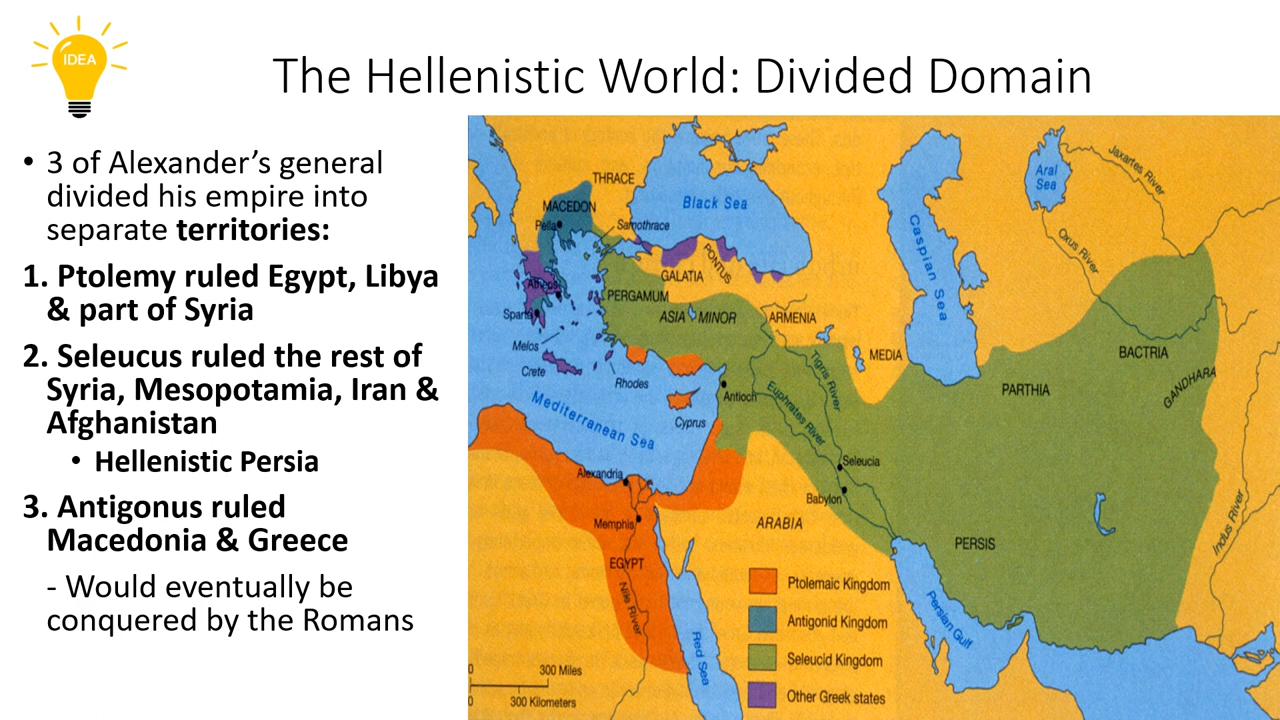 IDEA
The Hellenistic World: Divided Domain
• 3 of Alexander’s general
divided his empire into
separate territories:
1. Ptolemy ruled Egypt, Libya
& part of Syria
2. Seleucus ruled the rest of
Syria, Mesopotamia, Iran &
Afghanistan
• Hellenistic Persia
3. Antigonus ruled
Macedonia & Greece
- Would eventually be
conquered by the Romans
THRACE
MACEDON
Pella
Samothrace
Black Sea
Caspian Sea
Aral
Sea
Jaxartes River
Oxus River
PONTUS
GALATIA
PERGAMUM
Athens
Sparta
ASIA MINOR
ARMENIA
Melos
Crete
Rhodes
MEDIA
Tigris River
BACTRIA
GANDHARA
PARTHIA
Antioch
Euphrates River
Mediterranean Sea
Cyprus
Seleucia
Alexandria
Babylon
Memphis
ARABIA
PERSIS
Indus River
EGYPT
Nile River
Red Sea
Persian Gulf
Ptolemaic Kingdom
Antigonid Kingdom
Seleucid Kingdom
Other Greek states
0 300 Miles
0 300 Kilometers